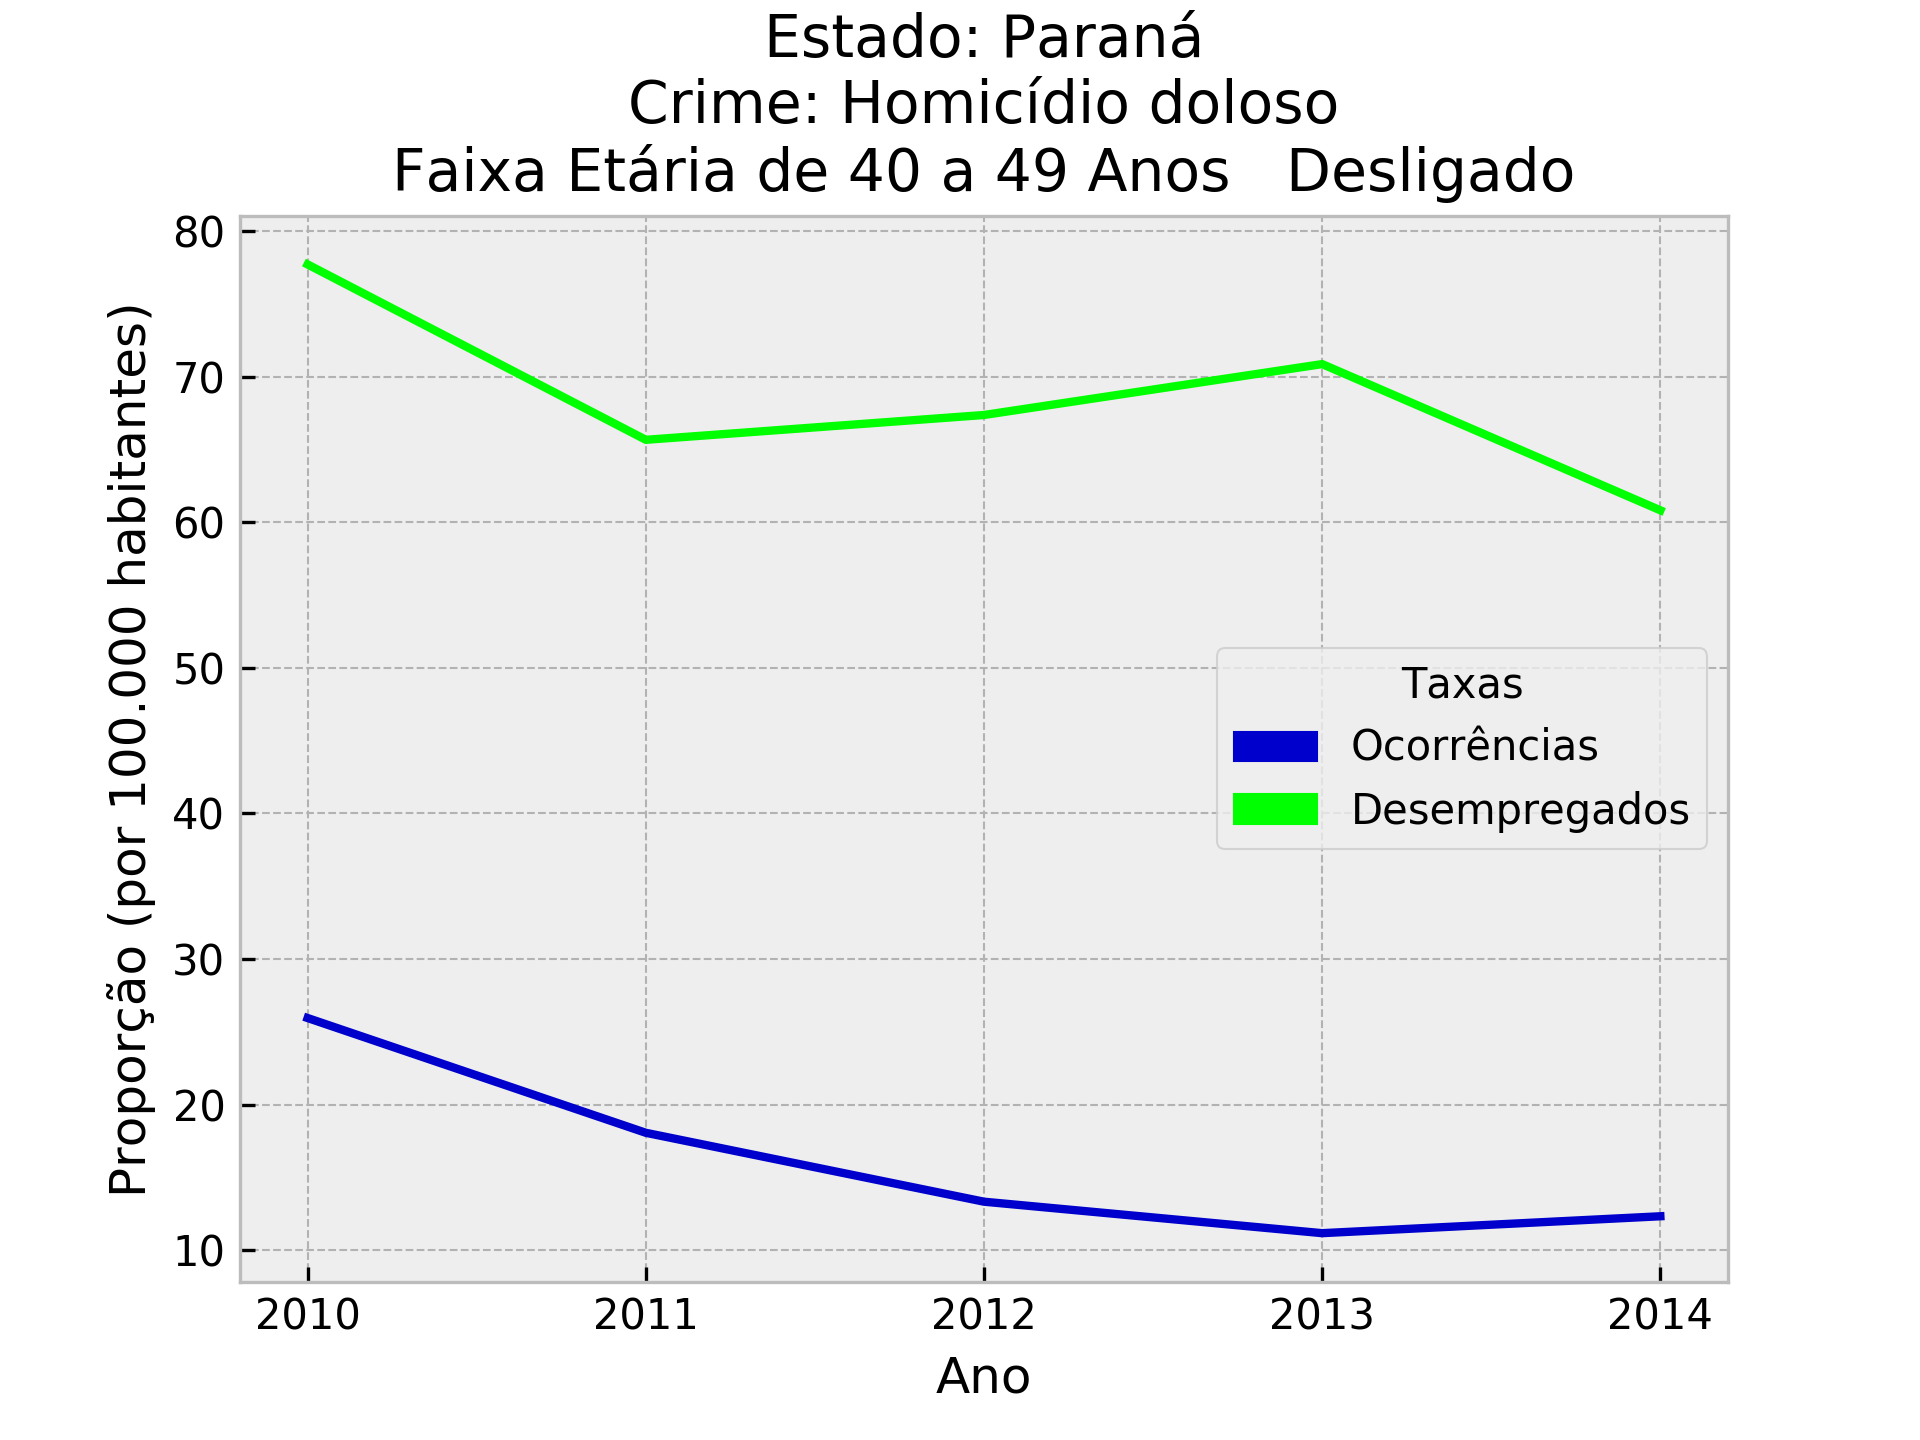 Estado: Paraná
Crime: Homicídio doloso
Faixa Etária de 40 a 49 Anos   Desligado
Proporção (por 100.000 habitantes)
80
70
60
50
40
30
20
10
Taxas
Ocorrências
Desempregados
2010 2011 2012 2013 2014
Ano